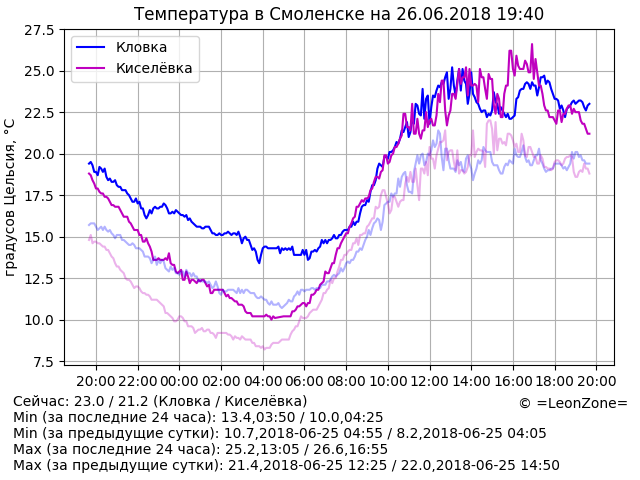 Температура в Смоленске на 26.06.2018 19:40
27.5
25.0
22.5
20.0
17.5
15.0
12.5
10.0
7.5
градусов Цельсия, °C
Кловка
Киселёвка
20:00 22:00 00:00 02:00 04:00 06:00 08:00 10:00 12:00 14:00 16:00 18:00 20:00
Сейчас: 23.0 / 21.2 (Кловка / Киселёвка)
© =LeonZone=
Min (за последние 24 часа): 13.4,03:50 / 10.0,04:25
Min (за предыдущие сутки): 10.7,2018-06-25 04:55 / 8.2,2018-06-25 04:05
Max (за последние 24 часа): 25.2,13:05 / 26.6,16:55
Max (за предыдущие сутки): 21.4,2018-06-25 12:25 / 22.0,2018-06-25 14:50